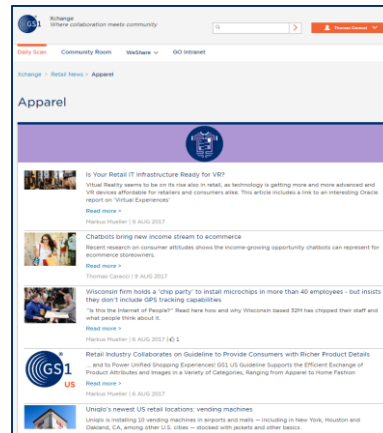 GS1
Xchange
Where collaboration meets community
Thomas Caracci
Daily Scan
Community Room
WeShare
GO Intranet
Xchange > Retail News > Apparel
Apparel
Is Your Retail IT Infrastructure Ready for VR?
Vitual Reality seems to be on its rise also in retail, as technology is getting more and more advanced and
VR devices affordable for retailers and consumers alike. This article includes a link to an interesting Oracle
report on 'Virtual Experiences'
Read more >
Markus Mueller | 9 AUG 2017
Chatbots bring new income stream to ecommerce
Recent research on consumer attitudes shows the income-growing opportunity chatbots can represent for
ecommerce storeowners.
Read more >
Thomas Caracci | 9 AUG 2017
Wisconsin firm holds a 'chip party' to install microchips in more than 40 employees - but insists
they don't include GPS tracking capabilities
"Is this the Internet of People?" Read here and how why Wisconsin based 32M has chipped their staff and
what people think about it.
Markus Mueller | 8 AUG 2017 | 1
GS1
US
Retail Industry Collaborates on Guideline to Provide Consumers with Richer Product Details
... and to Power Unified Shopping Experiences: GS1 US Guideline Supports the Efficient Exchange of
Product Attributes and Images in a Variety of Categories, Ranging from Apparel to Home Fashion
Read more >
Markus Mueller | 8 AUG 2017
Uniqlo's newest US retail locations: vending machines
Uniqlo is installing 10 vending machines in airports and malls — including in New York, Houston and
Oakland, CA, among other U.S. cities — stocked with jackets and other basics.